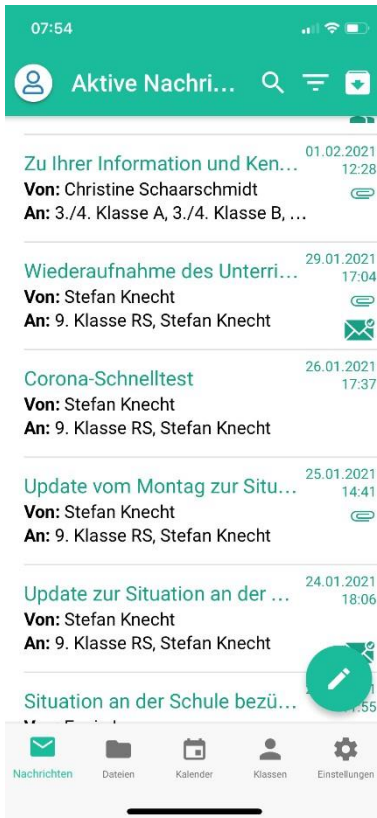 07:54
Aktive Nachri...
01.02.2021
Zu Ihrer Information und Ken...
12:28
Von: Christine Schaarschmidt
An: 3./4. Klasse A, 3./4. Klasse B, ...
29.01.2021
Wiederaufnahme des Unterri...
17:04
Von: Stefan Knecht
An: 9. Klasse RS, Stefan Knecht
26.01.2021
Corona-Schnelltest
17:37
Von: Stefan Knecht
An: 9. Klasse RS, Stefan Knecht
25.01.2021
Update vom Montag zur Situ...
14:41
Von: Stefan Knecht
An: 9. Klasse RS, Stefan Knecht
24.01.2021
Update zur Situation an der ...
18:06
Von: Stefan Knecht
An: 9. Klasse RS, Stefan Knecht
Situation an der Schule bezü...
Nachrichten
Dateien
Kalender
Klassen
Einstellungen